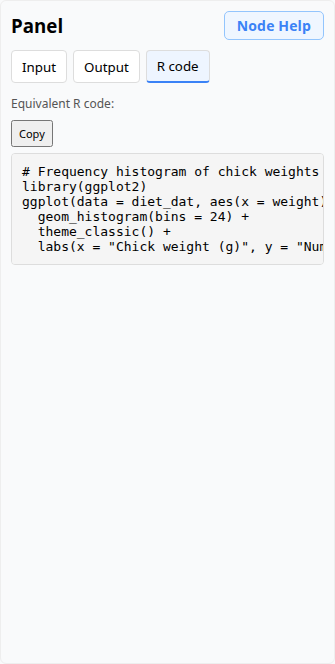 Panel
Node Help
Input
Output
R code
Equivalent R code:
Copy
# Frequency histogram of chick weights
library(ggplot2)
ggplot(data = diet_dat, aes(x = weight)
geom_histogram(bins = 24) +
theme_classic() +
labs(x = "Chick weight (g)", y = "Num